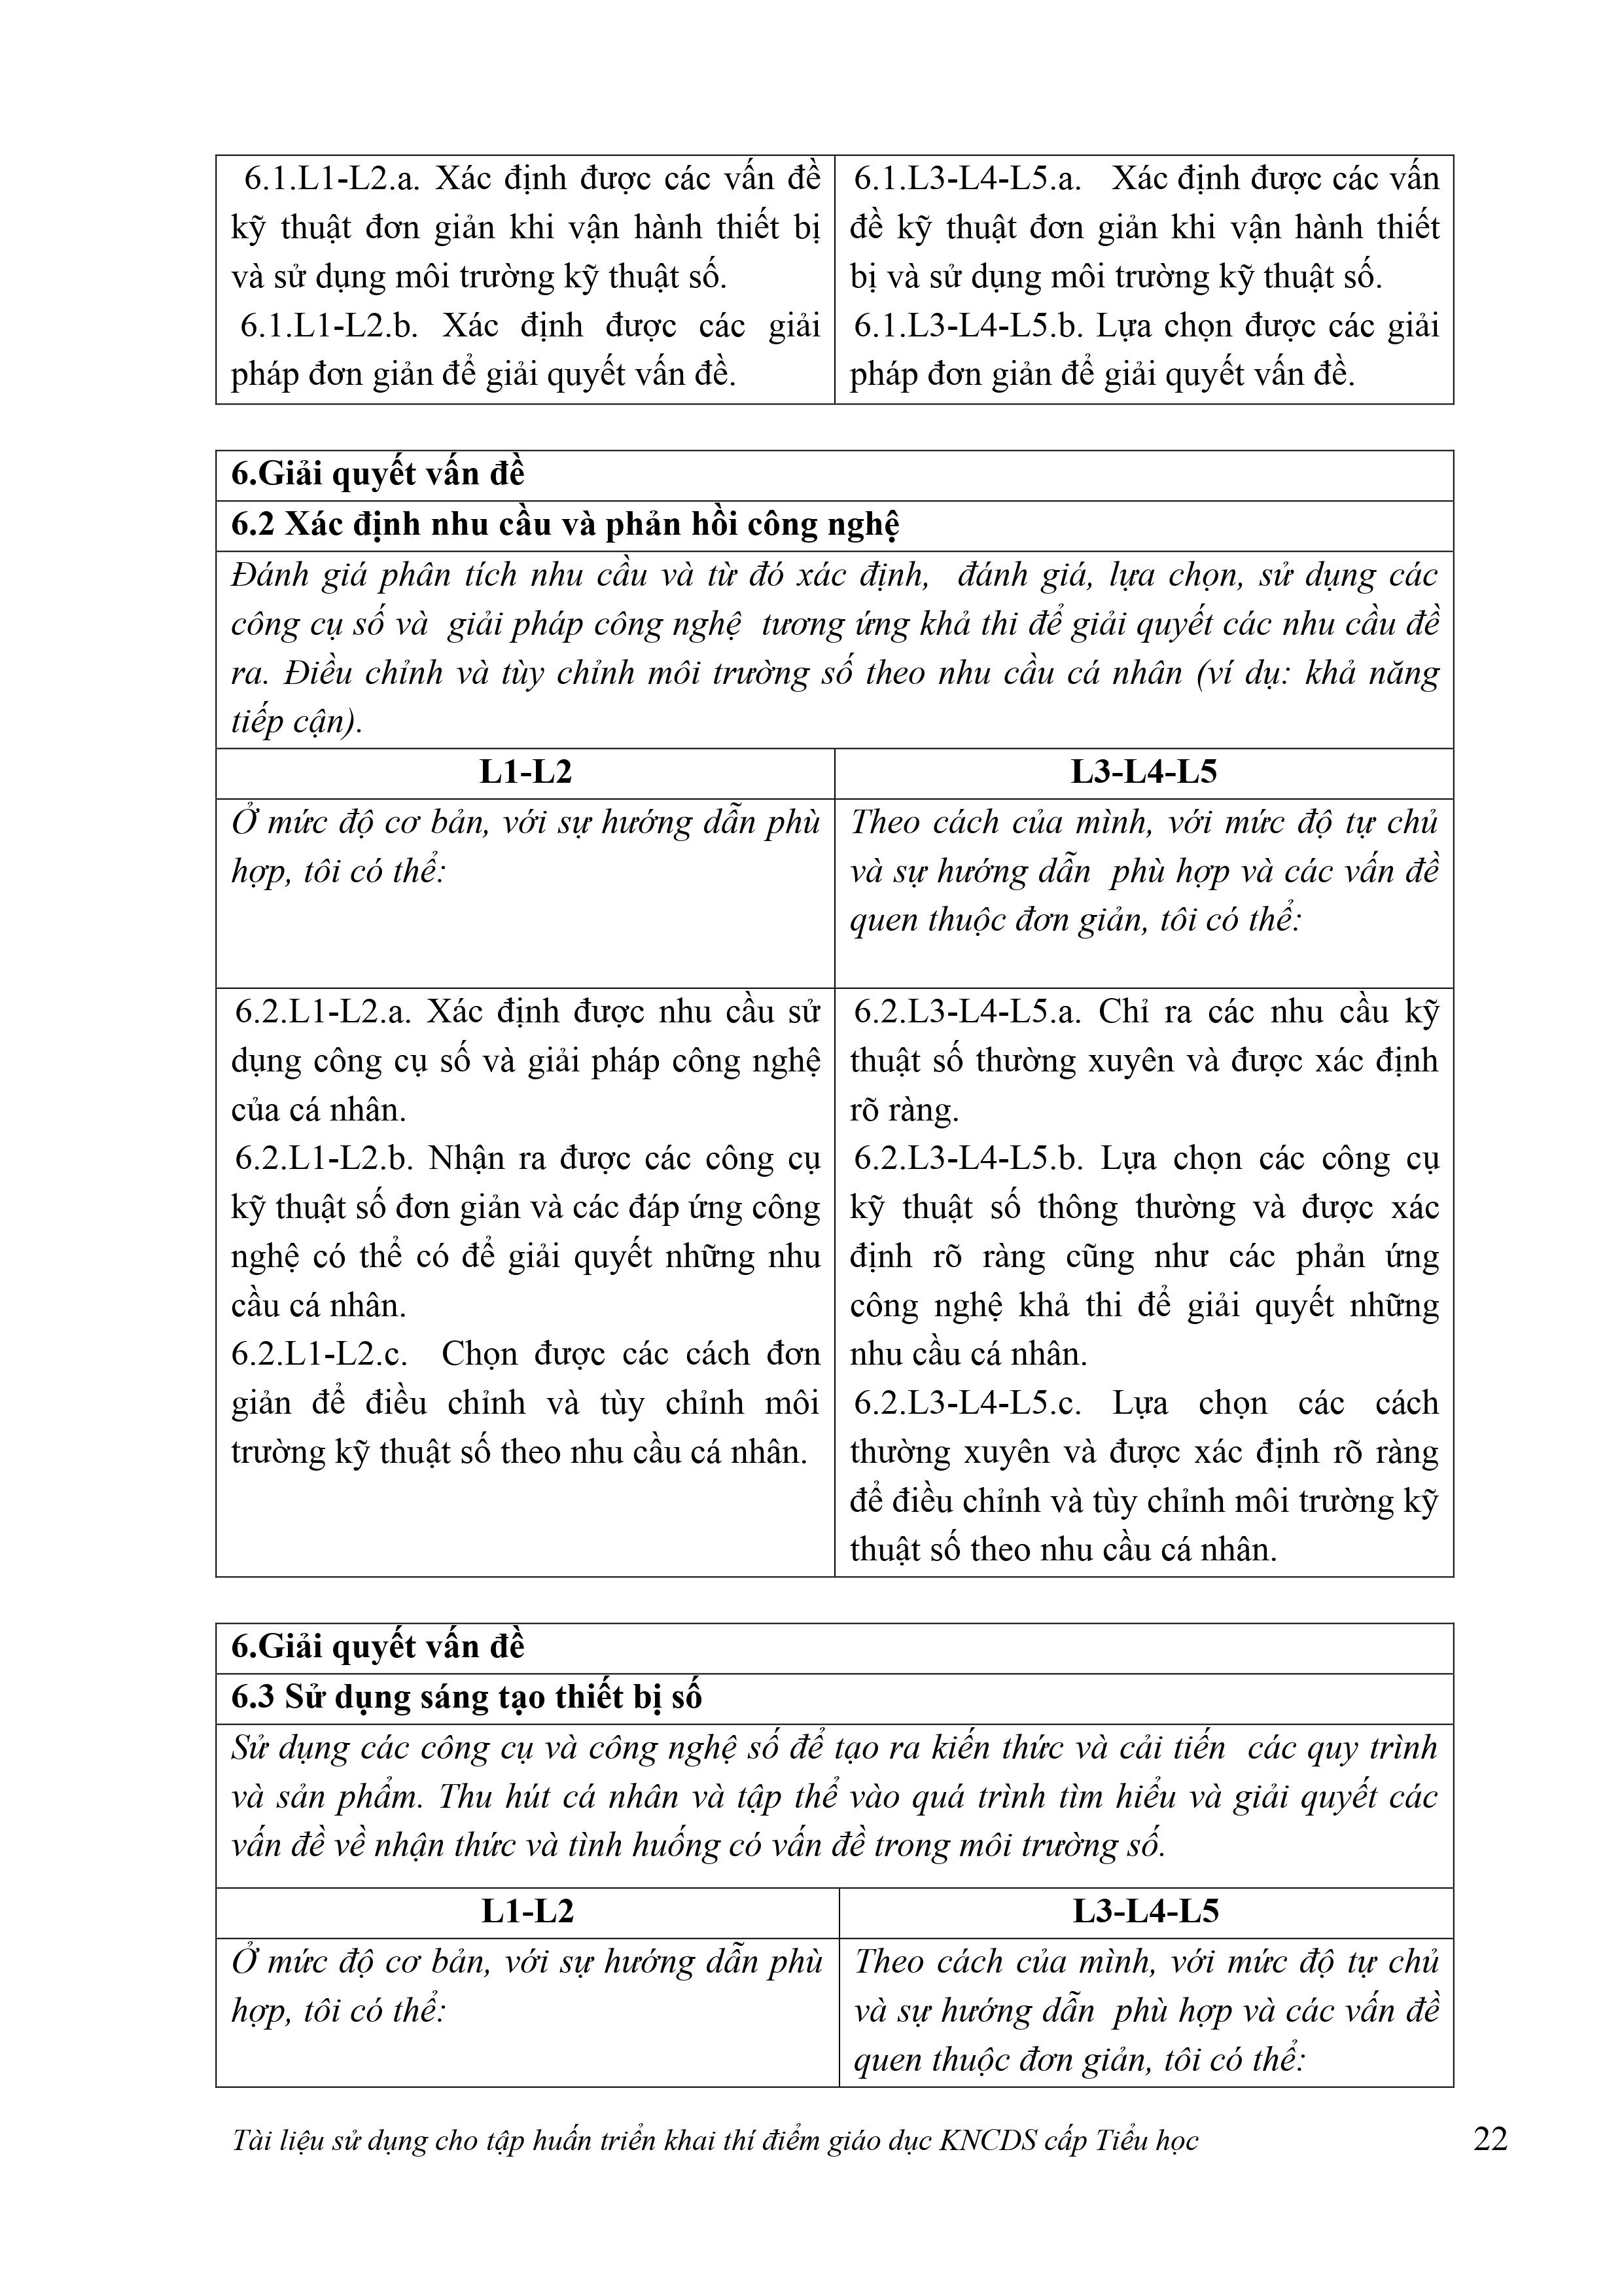 6.1.L1-L2.a. Xác định được các vấn đề
kỹ thuật đơn giản khi vận hành thiết bị
và sử dụng môi trường kỹ thuật số.
6.1.L1-L2.b. Xác định được các giải
pháp đơn giản để giải quyết vấn đề.
6.1.L3-L4-L5.a. Xác định được các vấn
đề kỹ thuật đơn giản khi vận hành thiết
bị và sử dụng môi trường kỹ thuật số.
6.1.L3-L4-L5.b. Lựa chọn được các giải
pháp đơn giản để giải quyết vấn đề.
6.Giải quyết vấn đề
6.2 Xác định nhu cầu và phản hồi công nghệ
Đánh giá phân tích nhu cầu và từ đó xác định, đánh giá, lựa chọn, sử dụng các
công cụ số và giải pháp công nghệ tương ứng khả thi để giải quyết các nhu cầu đề
ra. Điều chỉnh và tùy chỉnh môi trường số theo nhu cầu cá nhân (ví dụ: khả năng
tiếp cận).
L1-L2
L3-L4-L5
Ở mức độ cơ bản, với sự hướng dẫn phù
hợp, tôi có thể:
Theo cách của mình, với mức độ tự chủ
và sự hướng dẫn phù hợp và các vấn đề
quen thuộc đơn giản, tôi có thể:
6.2.L1-L2.a. Xác định được nhu cầu sử
dụng công cụ số và giải pháp công nghệ
của cá nhân.
6.2.L1-L2.b. Nhận ra được các công cụ
kỹ thuật số đơn giản và các đáp ứng công
nghệ có thể có để giải quyết những nhu
cầu cá nhân.
6.2.L1-L2.c. Chọn được các cách đơn
giản để điều chỉnh và tùy chỉnh môi
trường kỹ thuật số theo nhu cầu cá nhân.
6.2.L3-L4-L5.a. Chỉ ra các nhu cầu kỹ
thuật số thường xuyên và được xác định
rõ ràng.
6.2.L3-L4-L5.b. Lựa chọn các công cụ
kỹ thuật số thông thường và được xác
định rõ ràng cũng như các phản ứng
công nghệ khả thi để giải quyết những
nhu cầu cá nhân.
6.2.L3-L4-L5.c. Lựa chọn các cách
thường xuyên và được xác định rõ ràng
để điều chỉnh và tùy chỉnh môi trường kỹ
thuật số theo nhu cầu cá nhân.
6.Giải quyết vấn đề
6.3 Sử dụng sáng tạo thiết bị số
Sử dụng các công cụ và công nghệ số để tạo ra kiến thức và cải tiến các quy trình
và sản phẩm. Thu hút cá nhân và tập thể vào quá trình tìm hiểu và giải quyết các
vấn đề về nhận thức và tình huống có vấn đề trong môi trường số.
L1-L2
L3-L4-L5
Ở mức độ cơ bản, với sự hướng dẫn phù
hợp, tôi có thể:
Theo cách của mình, với mức độ tự chủ
và sự hướng dẫn phù hợp và các vấn đề
quen thuộc đơn giản, tôi có thể:
Tài liệu sử dụng cho tập huấn triển khai thí điểm giáo dục KNCDS cấp Tiểu học
22